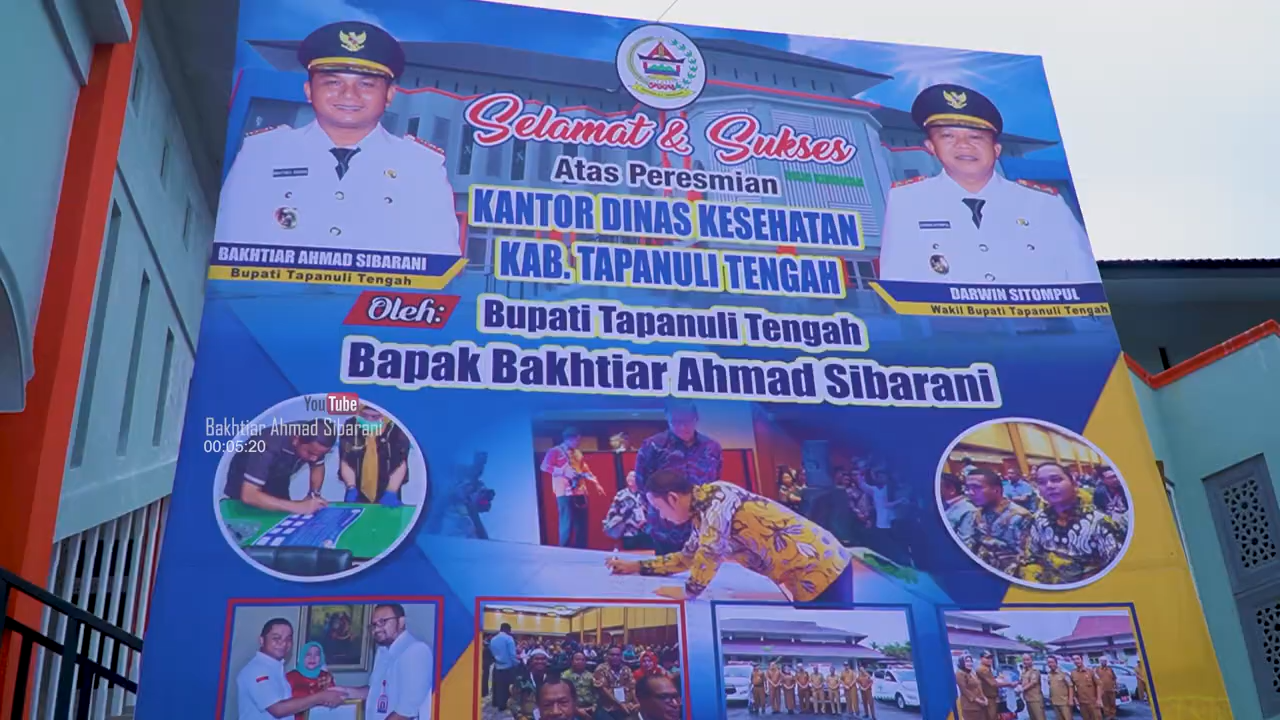 Selamat & Sukses
Atas Peresmian
KANTOR DINAS KESEHATAN
KAB. TAPANULI TENGAH
BAKHTIAR AHMAD SIBARANI
Bupati Tapanuli Tengah
DARWIN SITOMPUL
Wakil Bupati Tapanuli Tengah
Oleh:
Bupati Tapanuli Tengah
Bapak Bakhtiar Ahmad Sibarani
YouTube
Bakhtiar Ahmad Sibarani
00:05:20